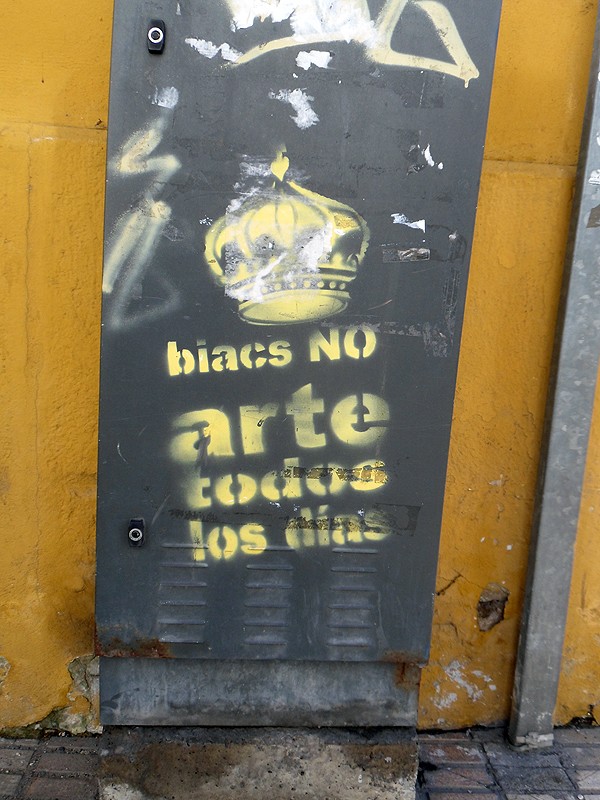 biacs NO
arte
todos
los días